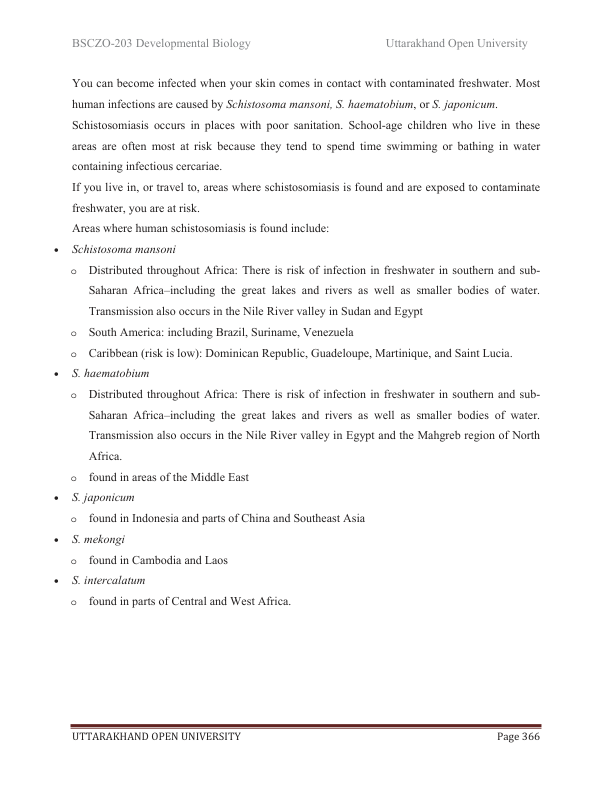 BSCZO-203 Developmental Biology Uttarakhand Open University
You can become infected when your skin comes in contact with contaminated freshwater. Most
human infections are caused by Schistosoma mansoni, S. haematobium, or S. japonicum.
Schistosomiasis occurs in places with poor sanitation. School-age children who live in these
areas are often most at risk because they tend to spend time swimming or bathing in water
containing infectious cercariae.
If you live in, or travel to, areas where schistosomiasis is found and are exposed to contaminate
freshwater, you are at risk.
Areas where human schistosomiasis is found include:
• Schistosoma mansoni
o Distributed throughout Africa: There is risk of infection in freshwater in southern and sub-
Saharan Africa–including the great lakes and rivers as well as smaller bodies of water.
Transmission also occurs in the Nile River valley in Sudan and Egypt
o South America: including Brazil, Suriname, Venezuela
o Caribbean (risk is low): Dominican Republic, Guadeloupe, Martinique, and Saint Lucia.
• S. haematobium
o Distributed throughout Africa: There is risk of infection in freshwater in southern and sub-
Saharan Africa–including the great lakes and rivers as well as smaller bodies of water.
Transmission also occurs in the Nile River valley in Egypt and the Mahgreb region of North
Africa.
o found in areas of the Middle East
• S. japonicum
o found in Indonesia and parts of China and Southeast Asia
• S. mekongi
o found in Cambodia and Laos
• S. intercalatum
o found in parts of Central and West Africa.
UTTARAKHAND OPEN UNIVERSITY Page 366